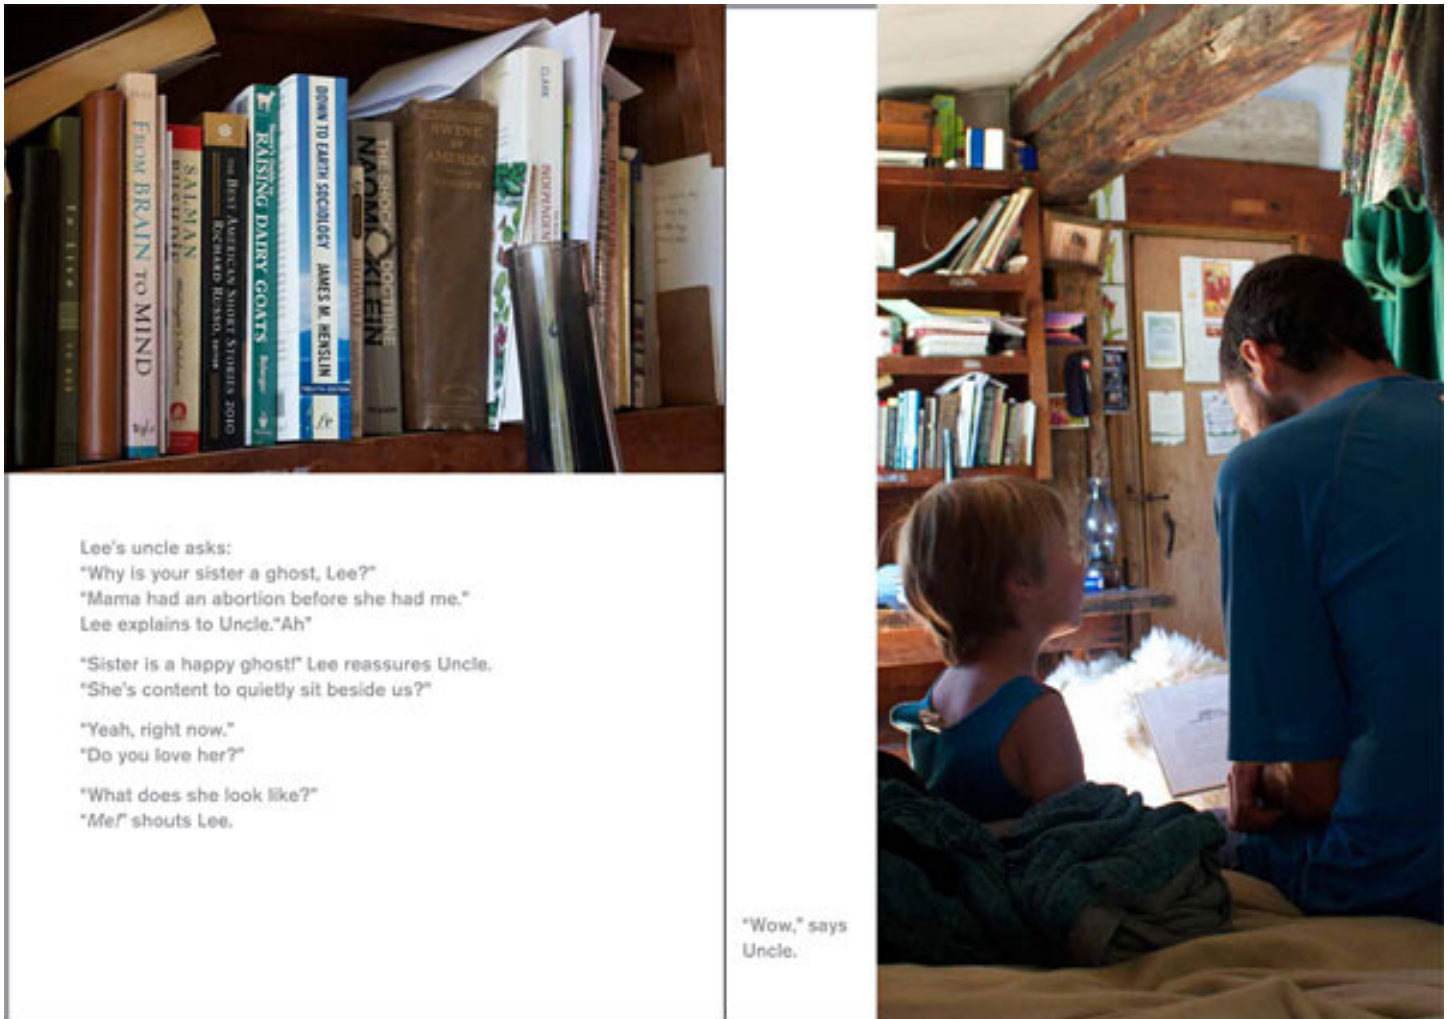 FROM BRAIN TO MIND
SALMAN
THE BEST AMERICAN SHORT STORIES 2010
RICHARD RUSSO, EDITOR
RAISING DAIRY GOATS
DOWN TO EARTH SOCIOLOGY JAMES M. HENSLIN
THE SHOCK DOCTRINE
NAOMI KLEIN
SWINE
IN
AMERICA
CLARK
Lee's uncle asks:
"Why is your sister a ghost, Lee?"
"Mama had an abortion before she had me."
Lee explains to Uncle."Ah"
"Sister is a happy ghost!" Lee reassures Uncle.
"She's content to quietly sit beside us?"
"Yeah, right now."
"Do you love her?"
"What does she look like?"
"Me!" shouts Lee.
"Wow," says
Uncle.